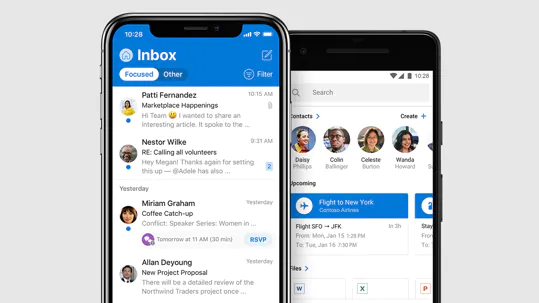 10:28
Inbox
Focused
Other
Filter
Patti Fernandez
10:15 AM
Marketplace Happenings
Hi Team 😀 I wanted to share an
interesting article. It spoke to the ...
Nestor Wilke
9:31 AM
RE: Calling all volunteers
Hey Megan! Thanks again for setting
this up — @Adele has also ...
2
Yesterday
Miriam Graham
Yesterday
Coffee Catch-up
Conflict: Speaker Series: Women in ...
Tomorrow at 11 AM (30 min)
RSVP
Allan Deyoung
Yesterday
New Project Proposal
There will be a detailed review of the
Northwind Traders project once ...
10:28
Search
Contacts
Create +
Daisy
Phillips
Colin
Ballinger
Celeste
Burton
Wanda
Howard
Upcoming
Flight to New York
Contoso Airlines
Flight SFO → JFK
In 3h
From: Mon, Jan 15 1:28 PM
To: Tue, Jan 16 7:30 PM
Stay
Files
W
X
P